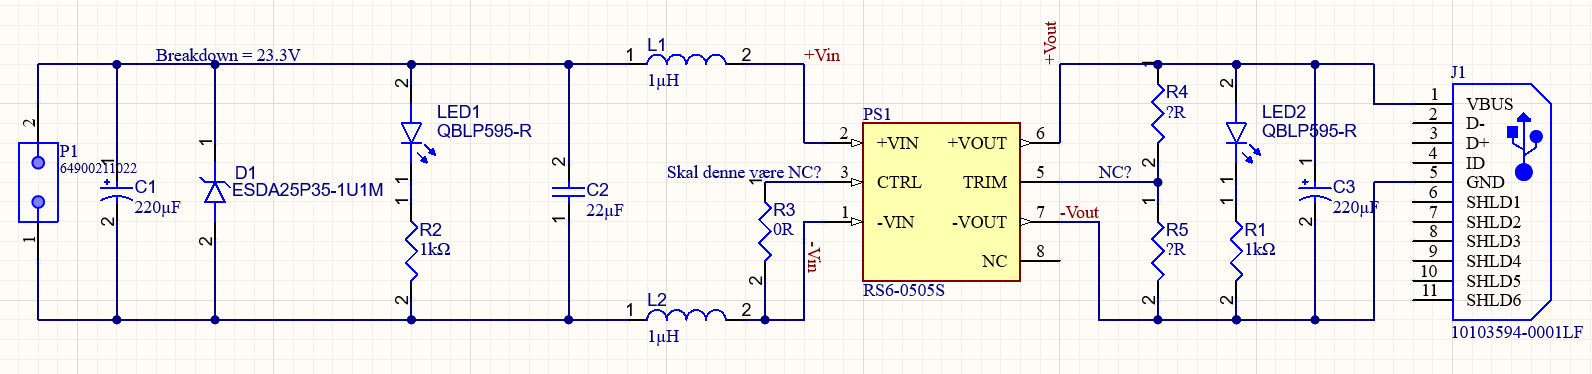 Breakdown = 23.3V
P1
64900211022
2
1
1
C1
220µF
2
+
1
D1
ESDA25P35-1U1M
2
2
LED1
QBLP595-R
1
1
R2
1kΩ
2
2
C2
22µF
1
1
L1
2
1µH
1
L2
2
1µH
+Vin
Skal denne være NC?
1
R3
0R
2
-Vin
PS1
2
+VIN
3
CTRL
1
-VIN
+VOUT
6
TRIM
5
-VOUT
7
NC
8
RS6-0505S
+Vout
NC?
-Vout
1
R4
?R
2
1
R5
?R
2
2
LED2
QBLP595-R
1
1
R1
1kΩ
2
1
+
C3
220µF
2
J1
1
VBUS
2
D-
3
D+
4
ID
5
GND
6
SHLD1
7
SHLD2
8
SHLD3
9
SHLD4
10
SHLD5
11
SHLD6
10103594-0001LF